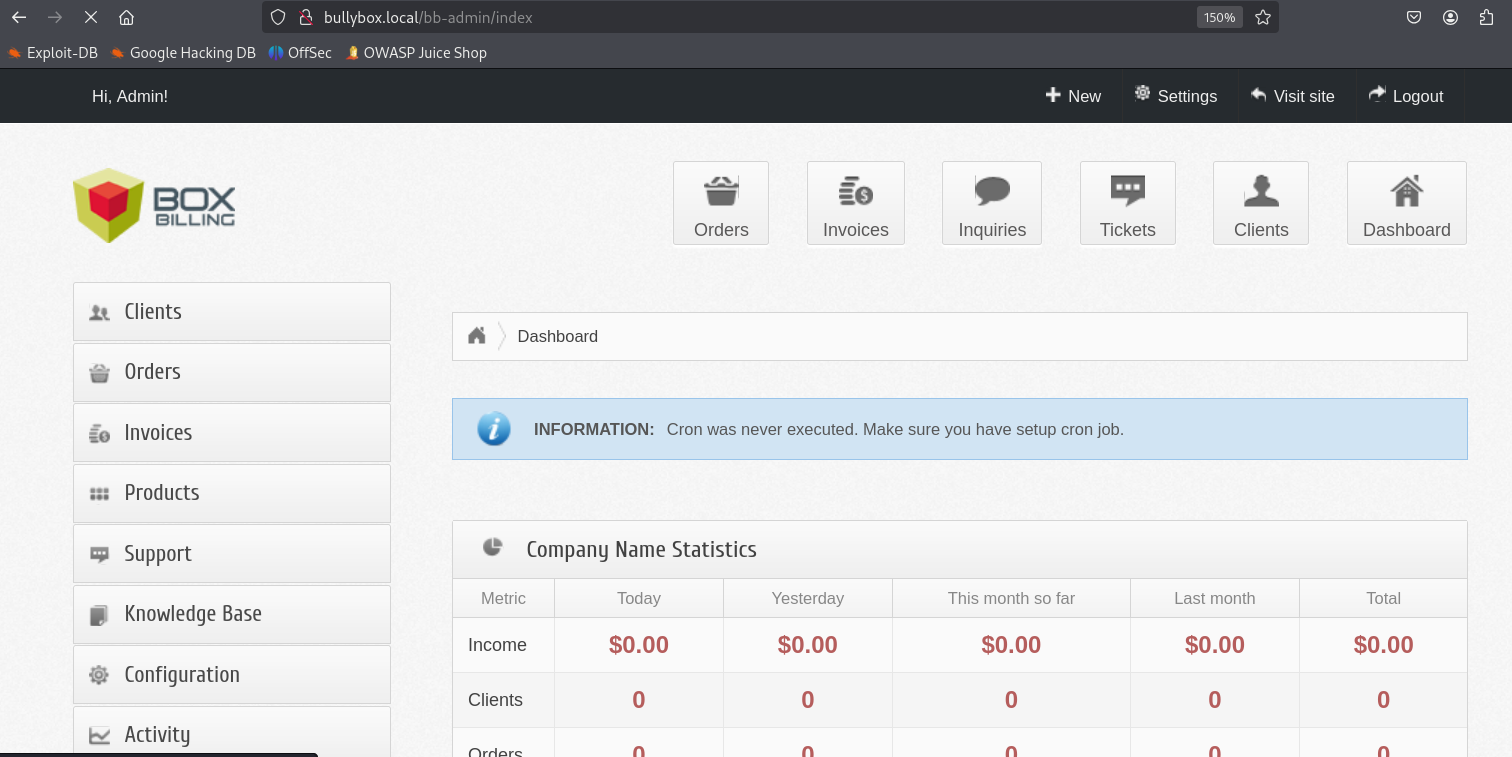 bullybox.local/bb-admin/index 150%
Exploit-DB Google Hacking DB OffSec OWASP Juice Shop
Hi, Admin! New Settings Visit site Logout
BOX
BILLING
Orders Invoices Inquiries Tickets Clients Dashboard
Clients
Orders
Invoices
Products
Support
Knowledge Base
Configuration
Activity
Dashboard
INFORMATION: Cron was never executed. Make sure you have setup cron job.
Company Name Statistics
Metric Today Yesterday This month so far Last month Total
Income $0.00 $0.00 $0.00 $0.00 $0.00
Clients 0 0 0 0 0
Orders 0 0 0 0 0